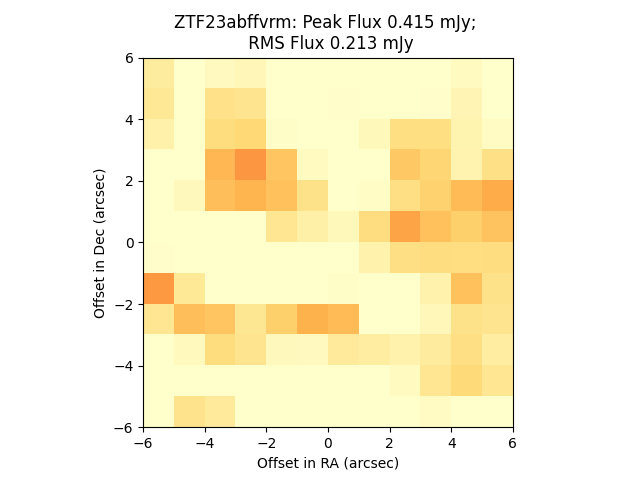 ZTF23abffvrm: Peak Flux 0.415 mJy;
RMS Flux 0.213 mJy
6
4
2
0
−2
−4
−6
Offset in Dec (arcsec)
−6 −4 −2 0 2 4 6
Offset in RA (arcsec)